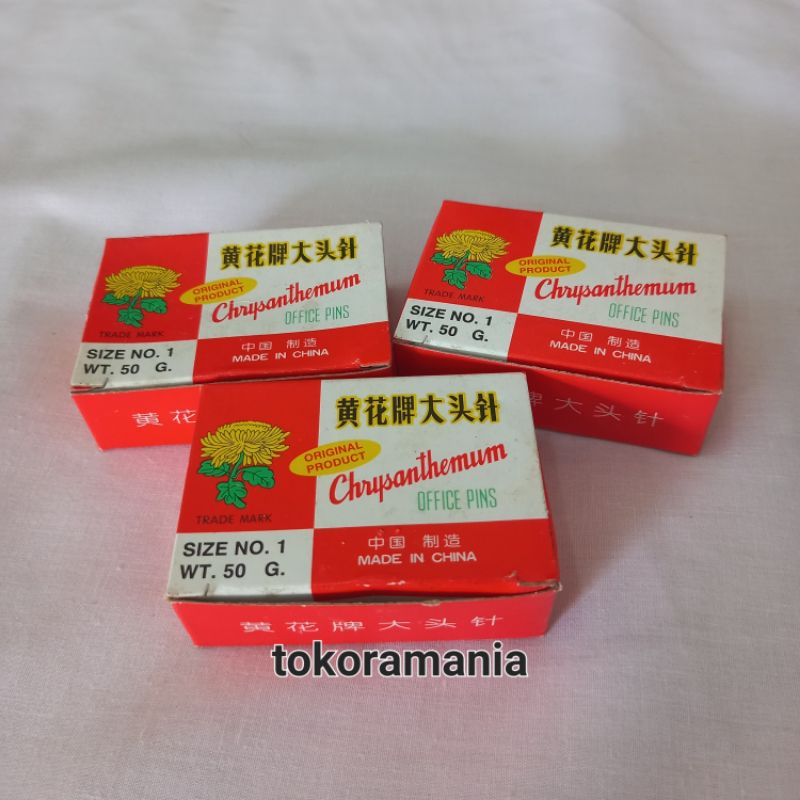 黄花牌大头针
ORIGINAL
PRODUCT
Chrysanthemum
OFFICE PINS
TRADE MARK
SIZE NO. 1
WT. 50 G.
中国 制造
MADE IN CHINA
黄花
黄花牌大头针
ORIGINAL
PRODUCT
Chrysanthemum
OFFICE PINS
TRADE MARK
SIZE NO. 1
WT. 50 G.
中国 制造
MADE IN CHINA
牌大头针
黄花牌大头针
ORIGINAL
PRODUCT
Chrysanthemum
OFFICE PINS
TRADE MARK
SIZE NO. 1
WT. 50 G.
中国 制造
MADE IN CHINA
黄花牌大头针
tokoramania